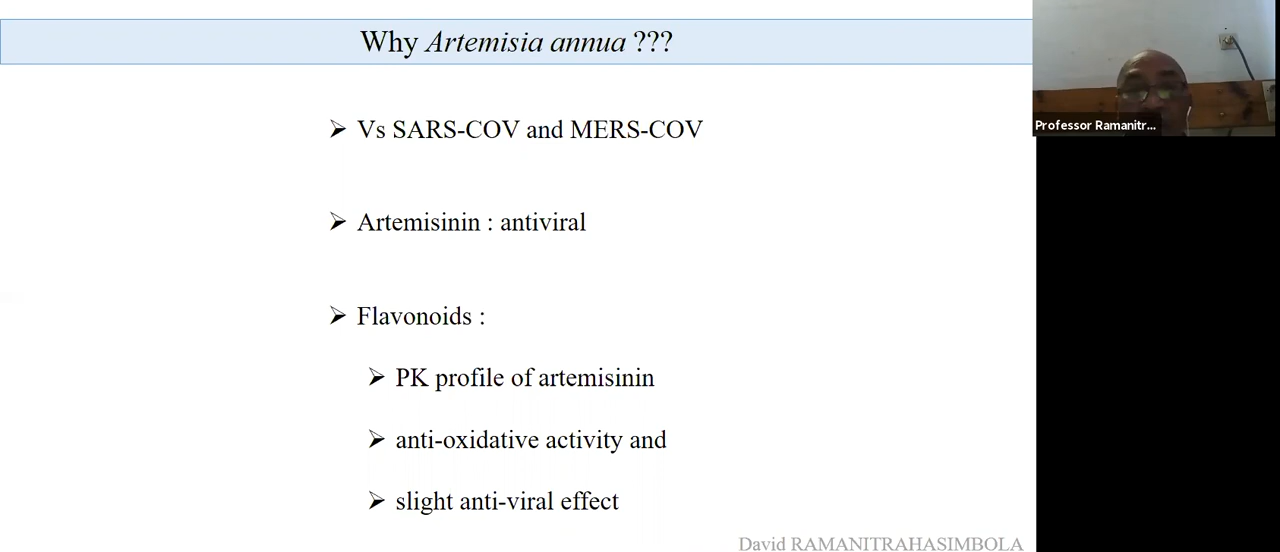 Why Artemisia annua ???
Vs SARS-COV and MERS-COV
Artemisinin : antiviral
Flavonoids :
PK profile of artemisinin
anti-oxidative activity and
slight anti-viral effect
David RAMANITRAHASIMBOLA
Professor Ramanitr...